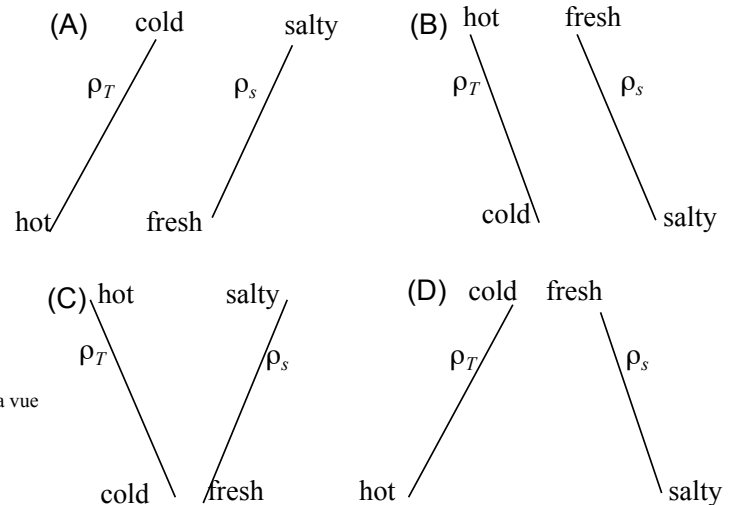 (A) cold salty
ρT ρs
hot fresh
(B) hot fresh
ρT ρs
cold salty
(C) hot salty
ρT ρs
a vue
cold fresh
(D) cold fresh
ρT ρs
hot salty